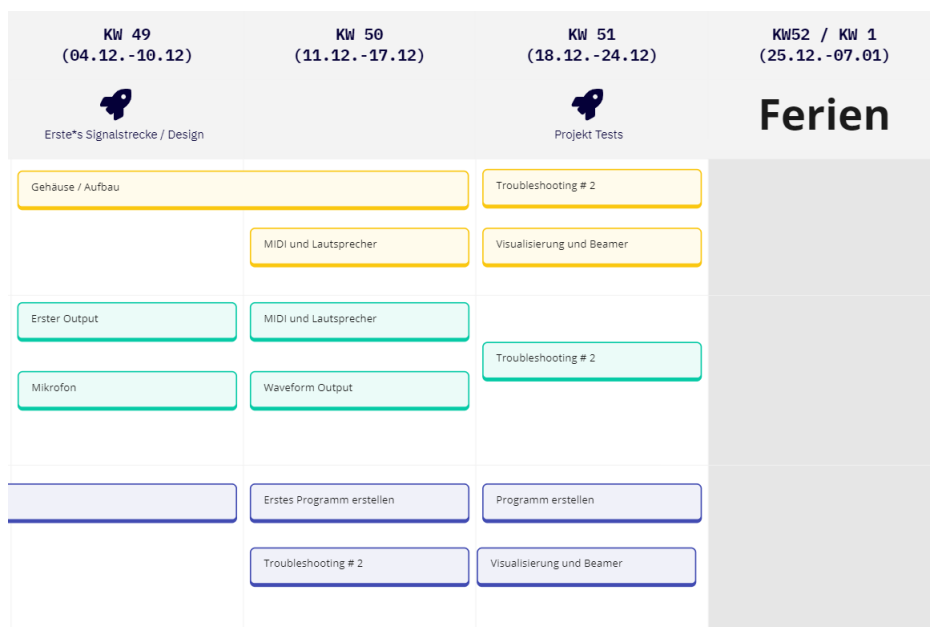 KW 49
(04.12.-10.12)
KW 50
(11.12.-17.12)
KW 51
(18.12.-24.12)
KW52 / KW 1
(25.12.-07.01)
Erste*s Signalstrecke / Design
Projekt Tests
Ferien
Gehäuse / Aufbau
Troubleshooting # 2
MIDI und Lautsprecher
Visualisierung und Beamer
Erster Output
MIDI und Lautsprecher
Troubleshooting # 2
Mikrofon
Waveform Output
Erstes Programm erstellen
Programm erstellen
Troubleshooting # 2
Visualisierung und Beamer